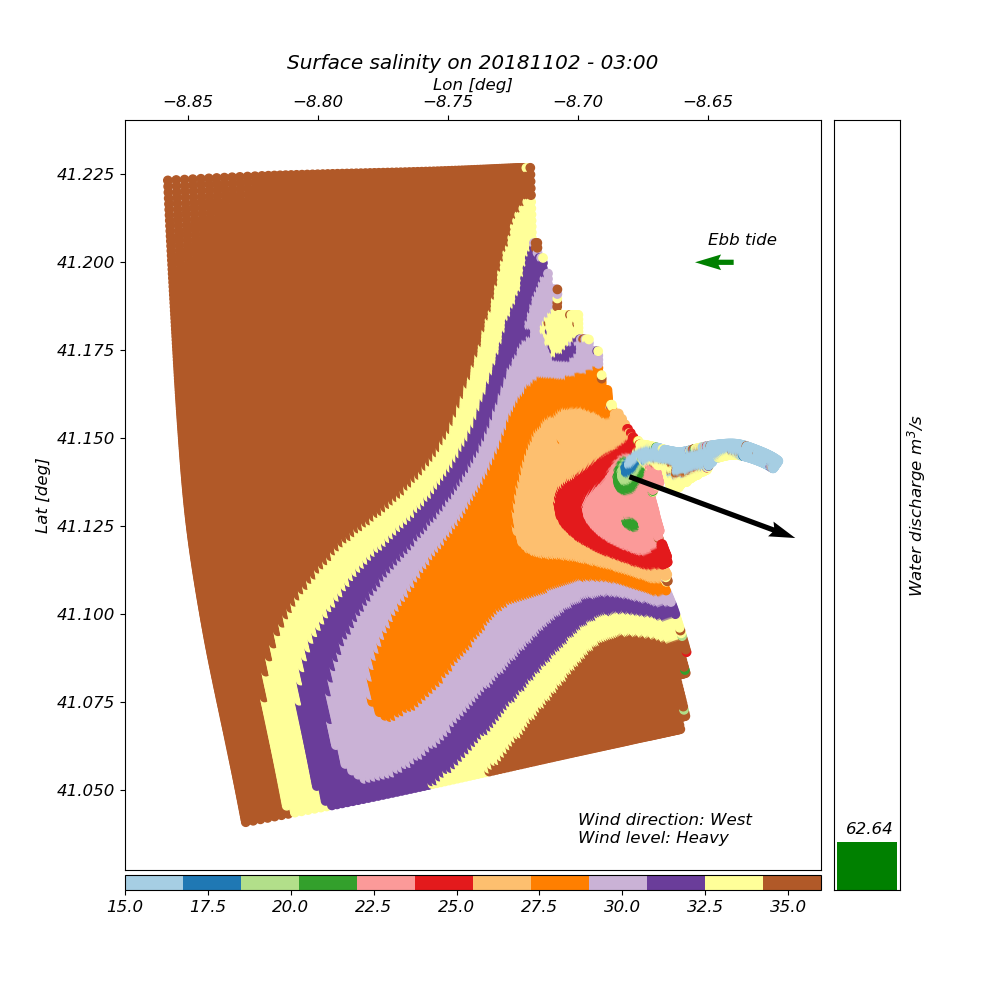 Surface salinity on 20181102 - 03:00
Lon [deg]
−8.85 −8.80 −8.75 −8.70 −8.65
41.225
41.200
41.175
41.150
41.125
41.100
41.075
41.050
Lat [deg]
Ebb tide
Wind direction: West
Wind level: Heavy
Water discharge m³/s
62.64
15.0 17.5 20.0 22.5 25.0 27.5 30.0 32.5 35.0